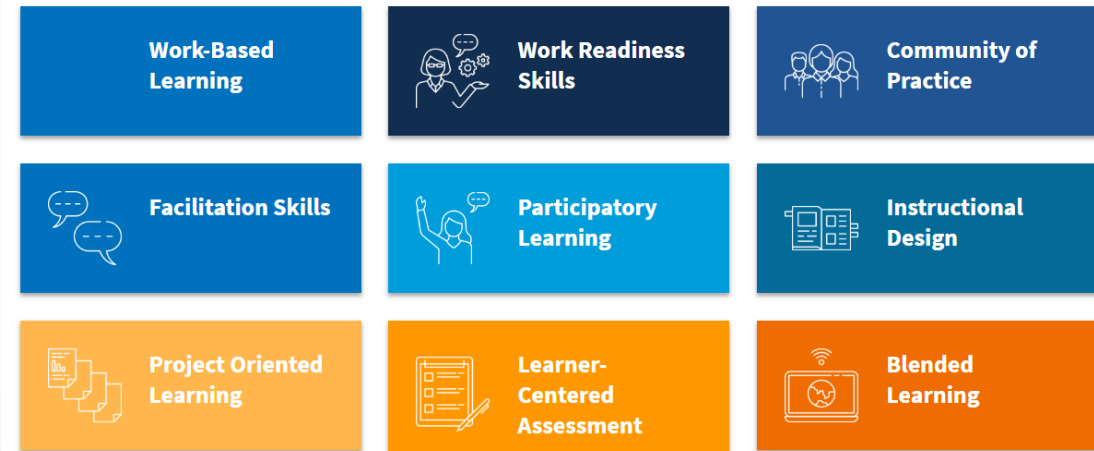 Work-Based
Learning
Work Readiness
Skills
Community of
Practice
Facilitation Skills
Participatory
Learning
Instructional
Design
Project Oriented
Learning
Learner-
Centered
Assessment
Blended
Learning